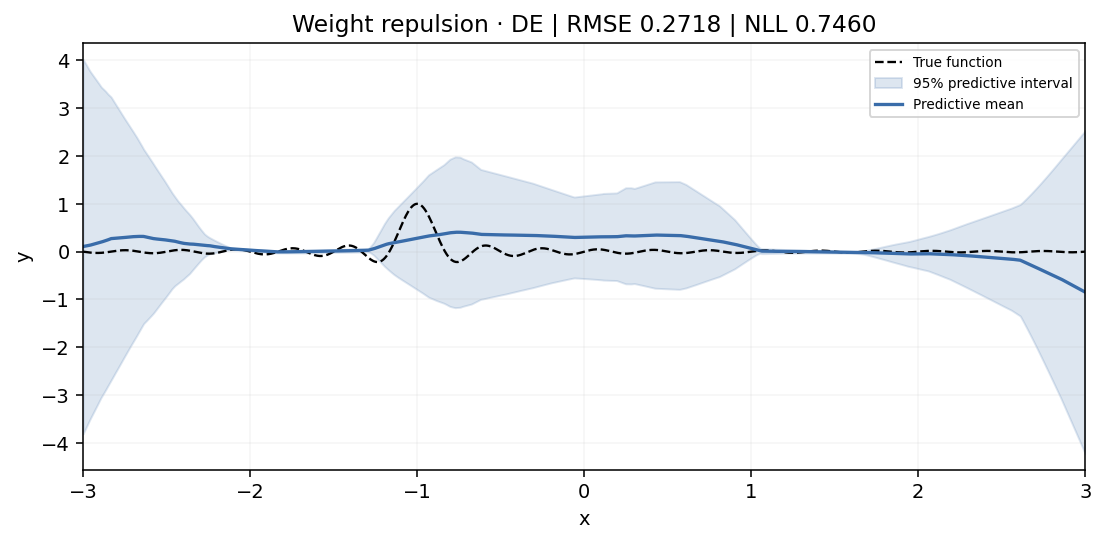 Weight repulsion · DE | RMSE 0.2718 | NLL 0.7460
True function
95% predictive interval
Predictive mean
y
4
3
2
1
0
−1
−2
−3
−4
−3
−2
−1
0
1
2
3
x